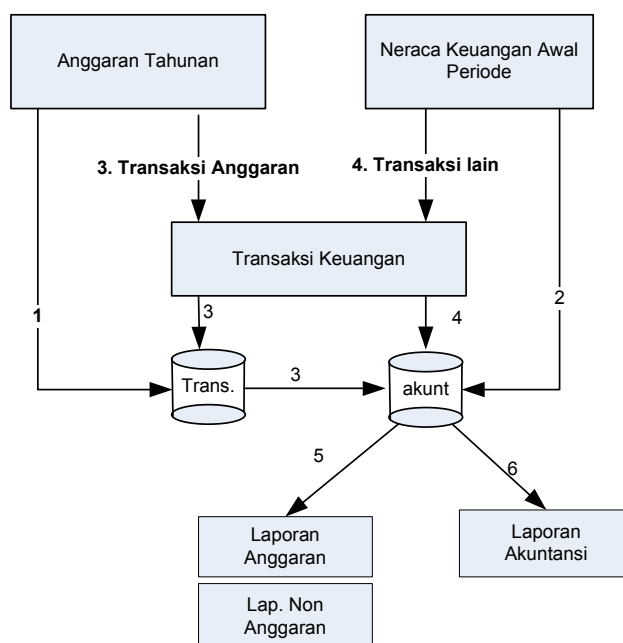 Anggaran Tahunan
Neraca Keuangan Awal
Periode
3. Transaksi Anggaran
4. Transaksi lain
Transaksi Keuangan
1
3
4
2
Trans.
3
akunt
5
6
Laporan
Anggaran
Laporan
Akuntansi
Lap. Non
Anggaran